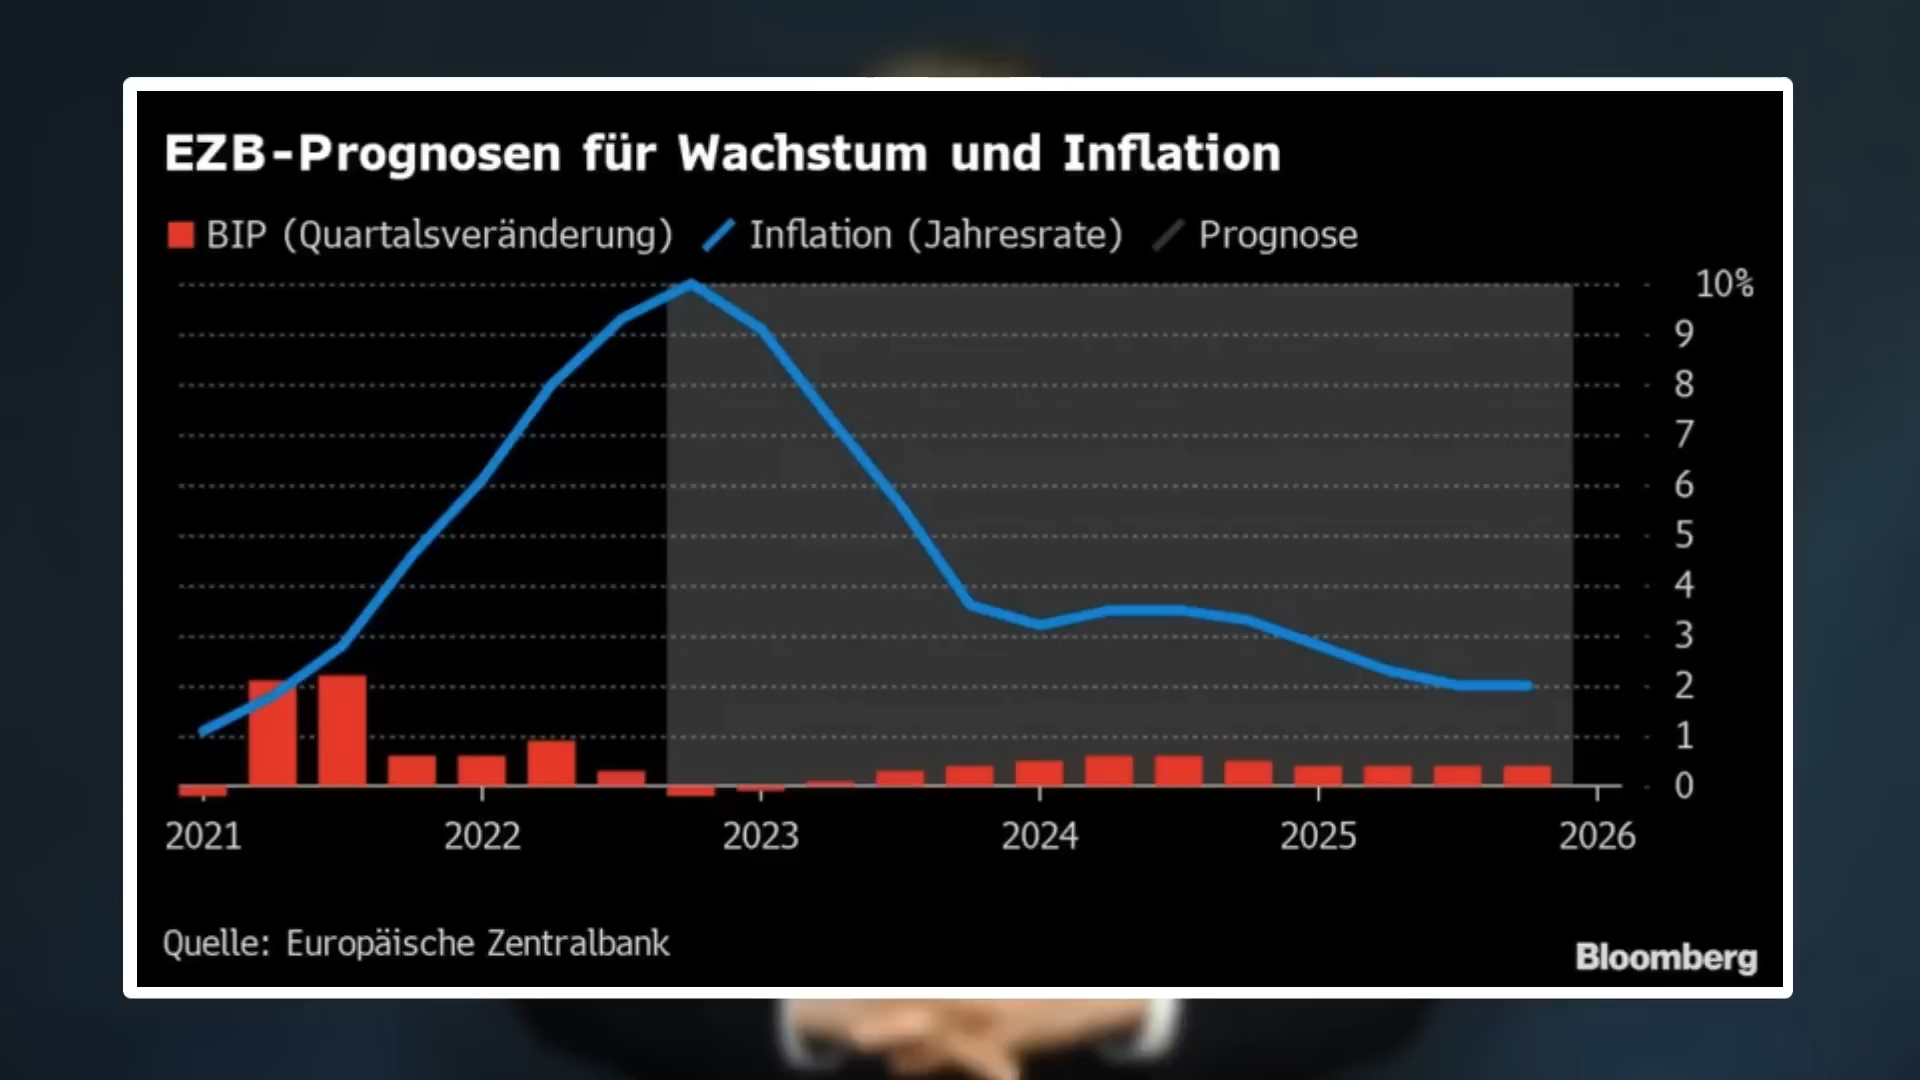 EZB-Prognosen für Wachstum und Inflation
BIP (Quartalsveränderung) Inflation (Jahresrate) Prognose
10%
9
8
7
6
5
4
3
2
1
0
2021 2022 2023 2024 2025 2026
Quelle: Europäische Zentralbank
Bloomberg